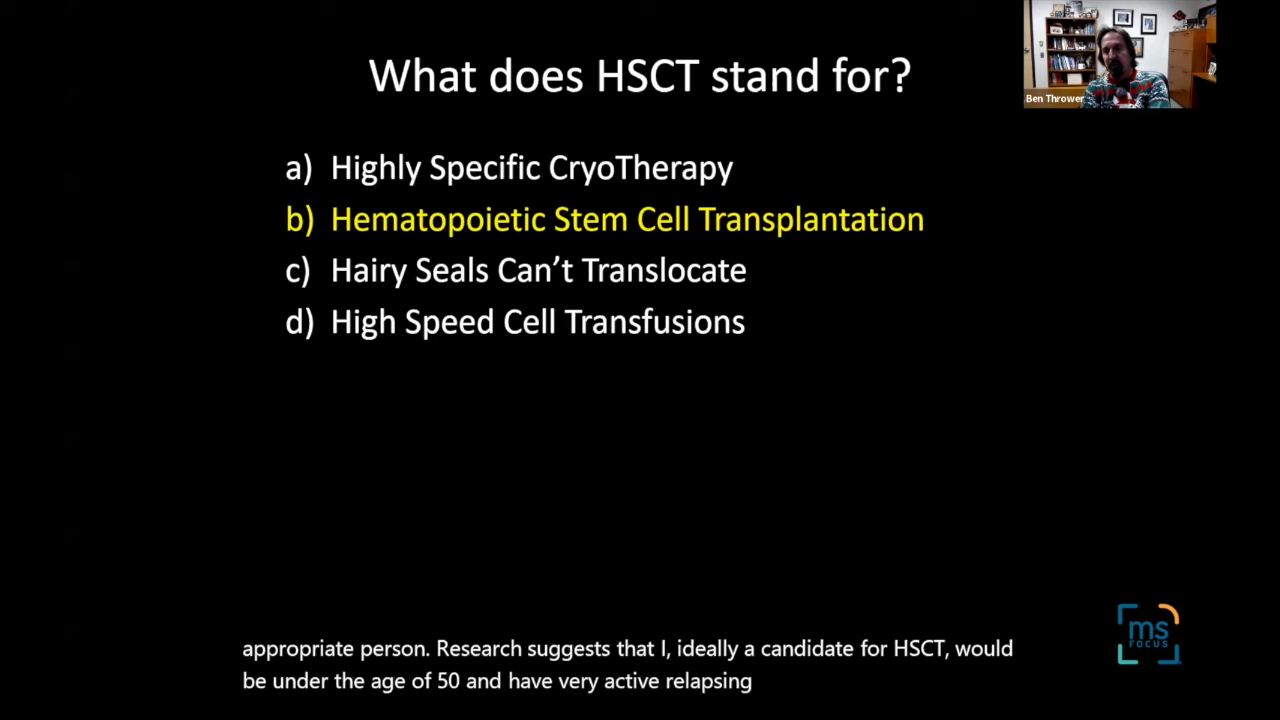 What does HSCT stand for?
Ben Thrower
a) Highly Specific CryoTherapy
b) Hematopoietic Stem Cell Transplantation
c) Hairy Seals Can’t Translocate
d) High Speed Cell Transfusions
ms
FOCUS
appropriate person. Research suggests that I, ideally a candidate for HSCT, would
be under the age of 50 and have very active relapsing